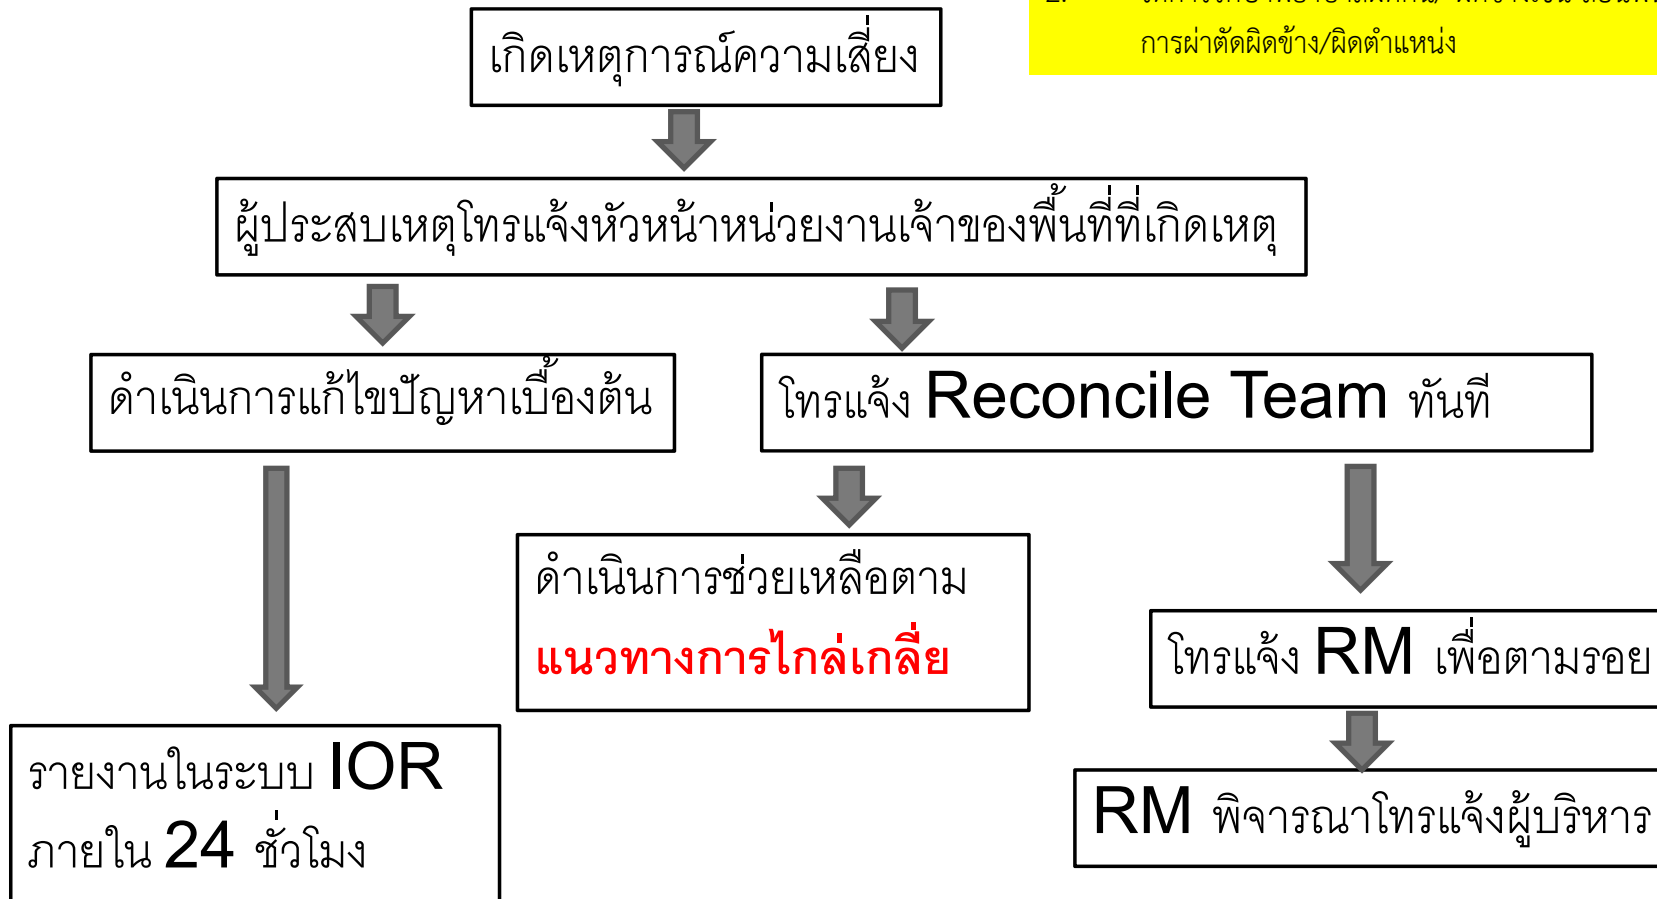 2.
การผ่าตัดผิดข้าง/ผิดตำแหน่ง
เกิดเหตุการณ์ความเสี่ยง
ผู้ประสบเหตุโทรแจ้งหัวหน้าหน่วยงานเจ้าของพื้นที่ที่เกิดเหตุ
ดำเนินการแก้ไขปัญหาเบื้องต้น
โทรแจ้ง Reconcile Team ทันที
ดำเนินการช่วยเหลือตาม
แนวทางการไกล่เกลี่ย
โทรแจ้ง RM เพื่อตามรอย
รายงานในระบบ IOR
ภายใน 24 ชั่วโมง
RM พิจารณาโทรแจ้งผู้บริหาร